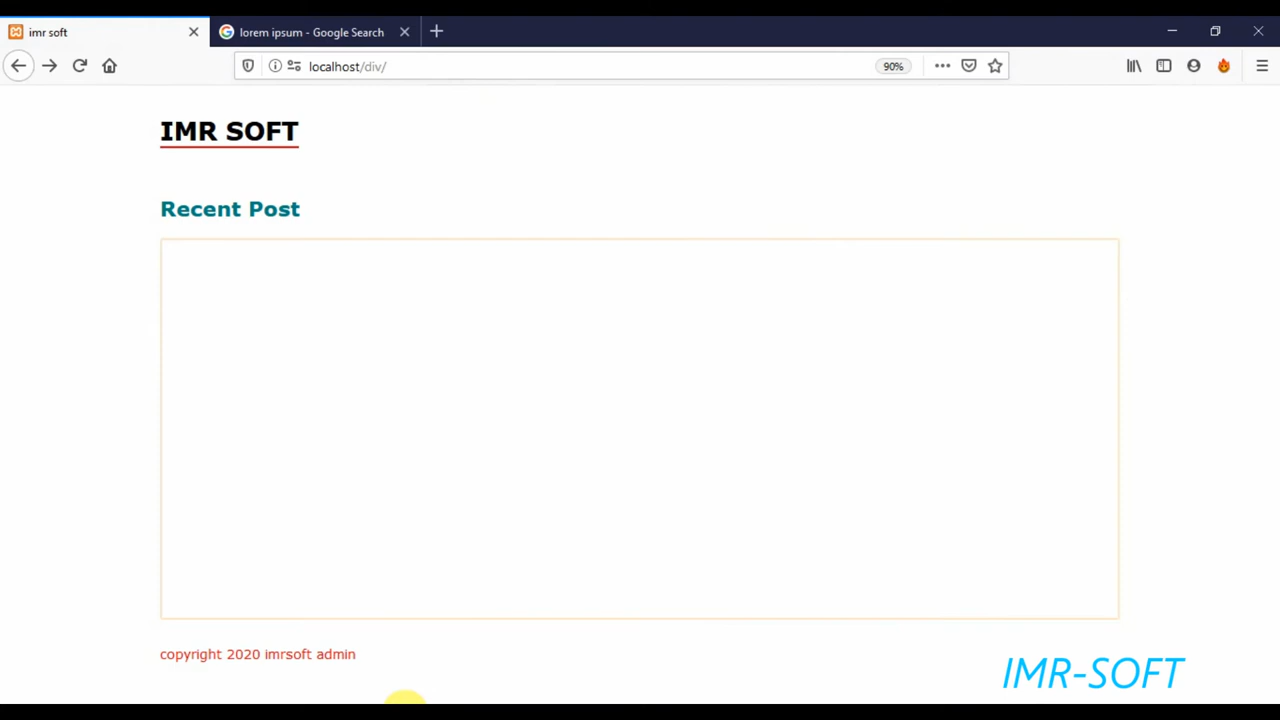 imr soft
lorem ipsum - Google Search
localhost/div/
90%
IMR SOFT
Recent Post
copyright 2020 imrsoft admin
IMR-SOFT